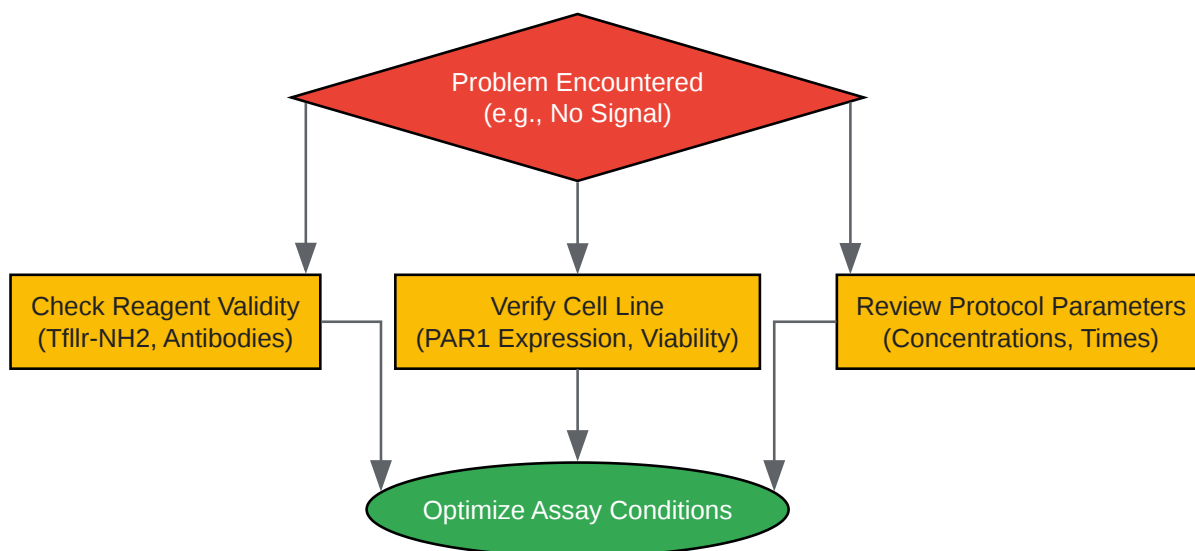 Problem Encountered
(e.g., No Signal)
Check Reagent Validity
(Tfllr-NH2, Antibodies)
Verify Cell Line
(PAR1 Expression, Viability)
Review Protocol Parameters
(Concentrations, Times)
Optimize Assay Conditions